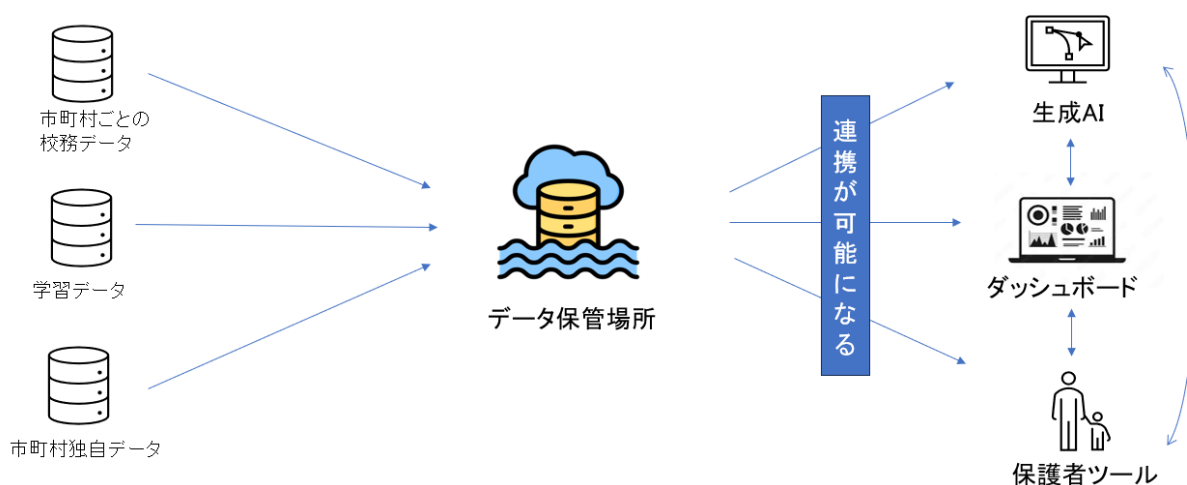 市町村ごとの
校務データ
学習データ
市町村独自データ
データ保管場所
連携が可能になる
生成AI
ダッシュボード
保護者ツール